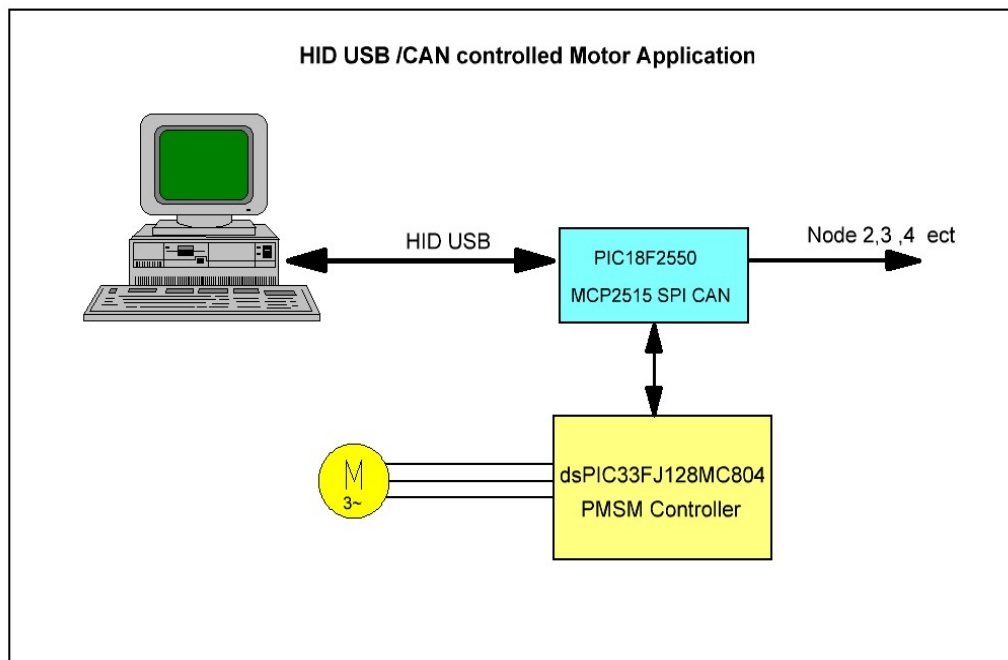 HID USB /CAN controlled Motor Application
HID USB
PIC18F2550
MCP2515 SPI CAN
Node 2,3 ,4 ect
dsPIC33FJ128MC804
PMSM Controller
M
3~